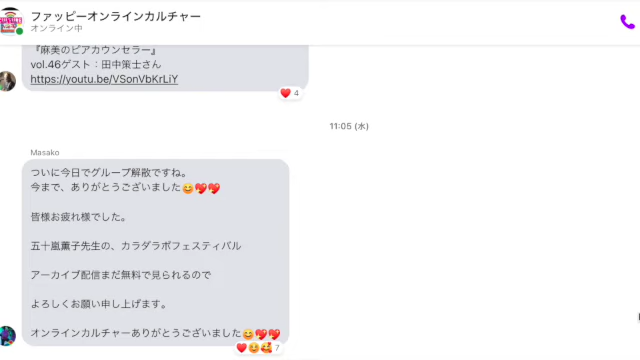 ファッピーオンラインカルチャー
オンライン中
『麻美のピアカウンセラー』
vol.46ゲスト：田中策士さん
https://youtu.be/VSonVbKrLiY
4
11:05 (水)
Masako
ついに今日でグループ解散ですね。
今まで、ありがとうございました😊💖💖
皆様お疲れ様でした。
五十嵐薫子先生の、カラダラボフェスティバル
アーカイブ配信まだ無料で見られるので
よろしくお願い申し上げます。
オンラインカルチャーありがとうございました😊💖💖
7